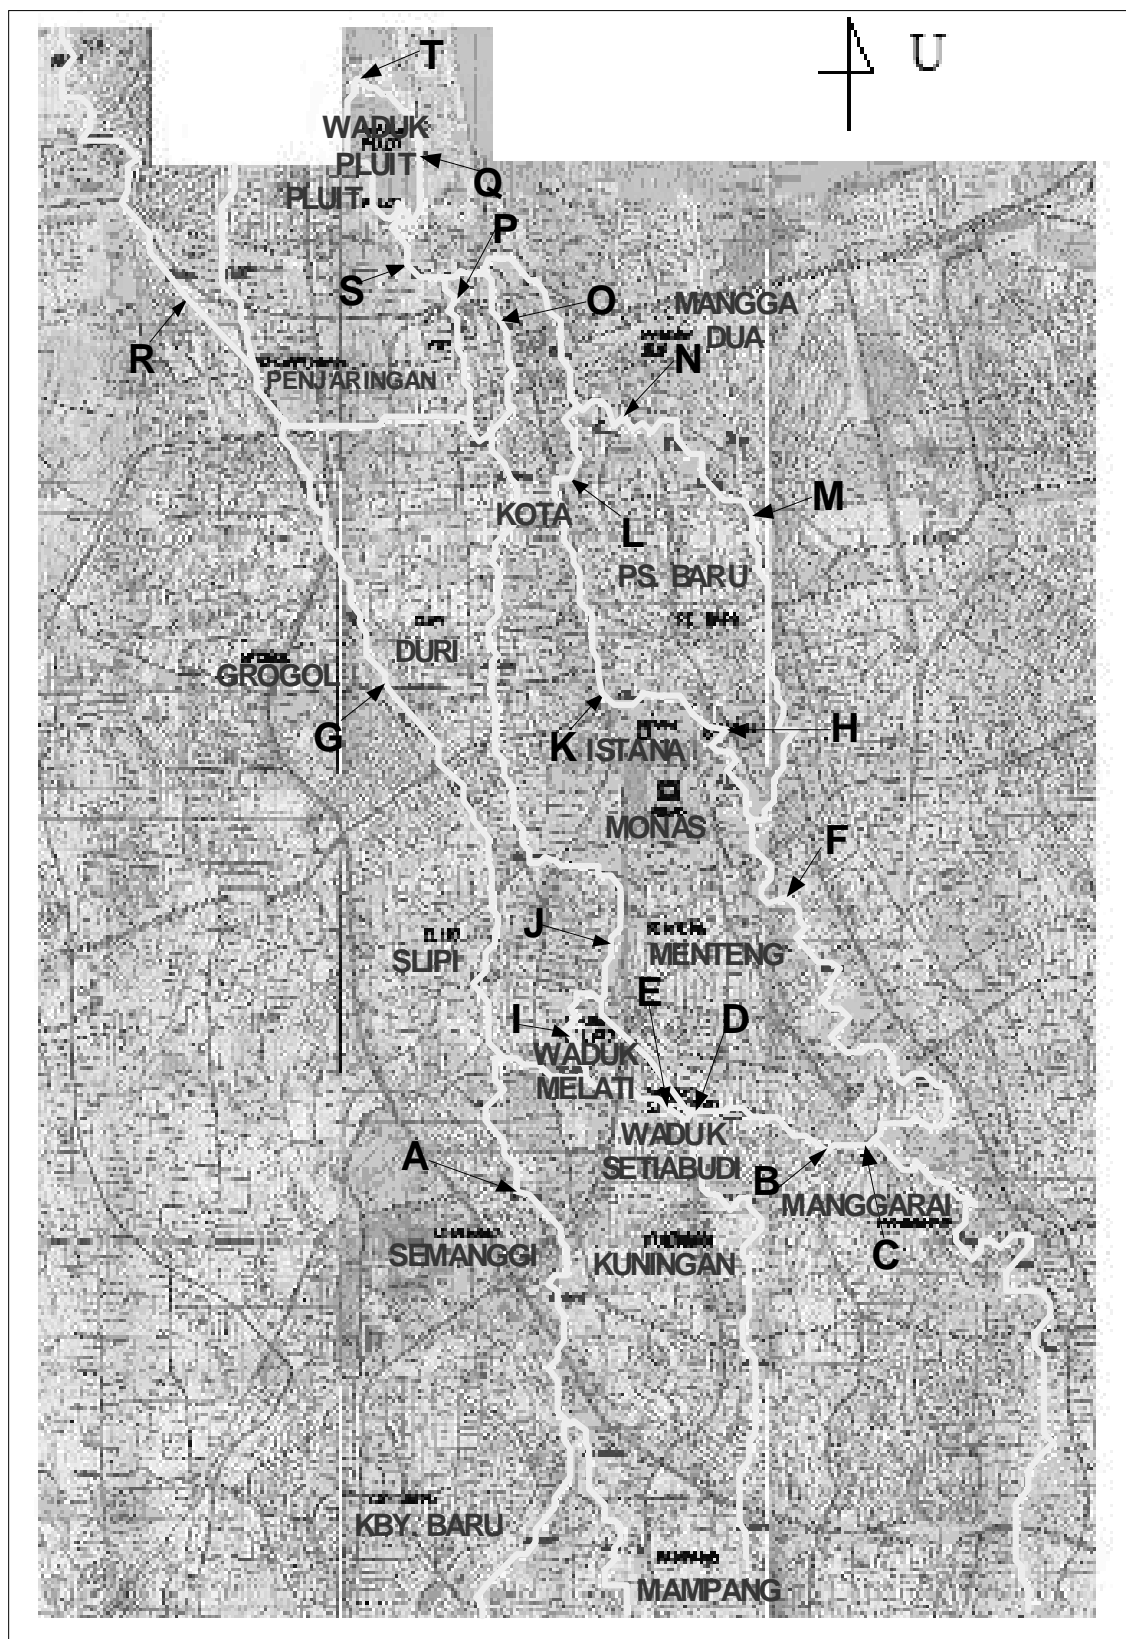 U
T
WADUK
PLUIT
Q
PLUIT
P
S
O
MANGGA
DUA
R
N
PENJARINGAN
M
KOTA
L
PS. BARU
DURI
GROGOL
G
K
ISTANA
H
MONAS
F
J
SLIPI
MENTENG
E
I
D
WADUK
MELATI
WADUK
SETIABUDI
A
B
MANGGARAI
SEMANGGI
KUNINGAN
C
KBY. BARU
MAMPANG